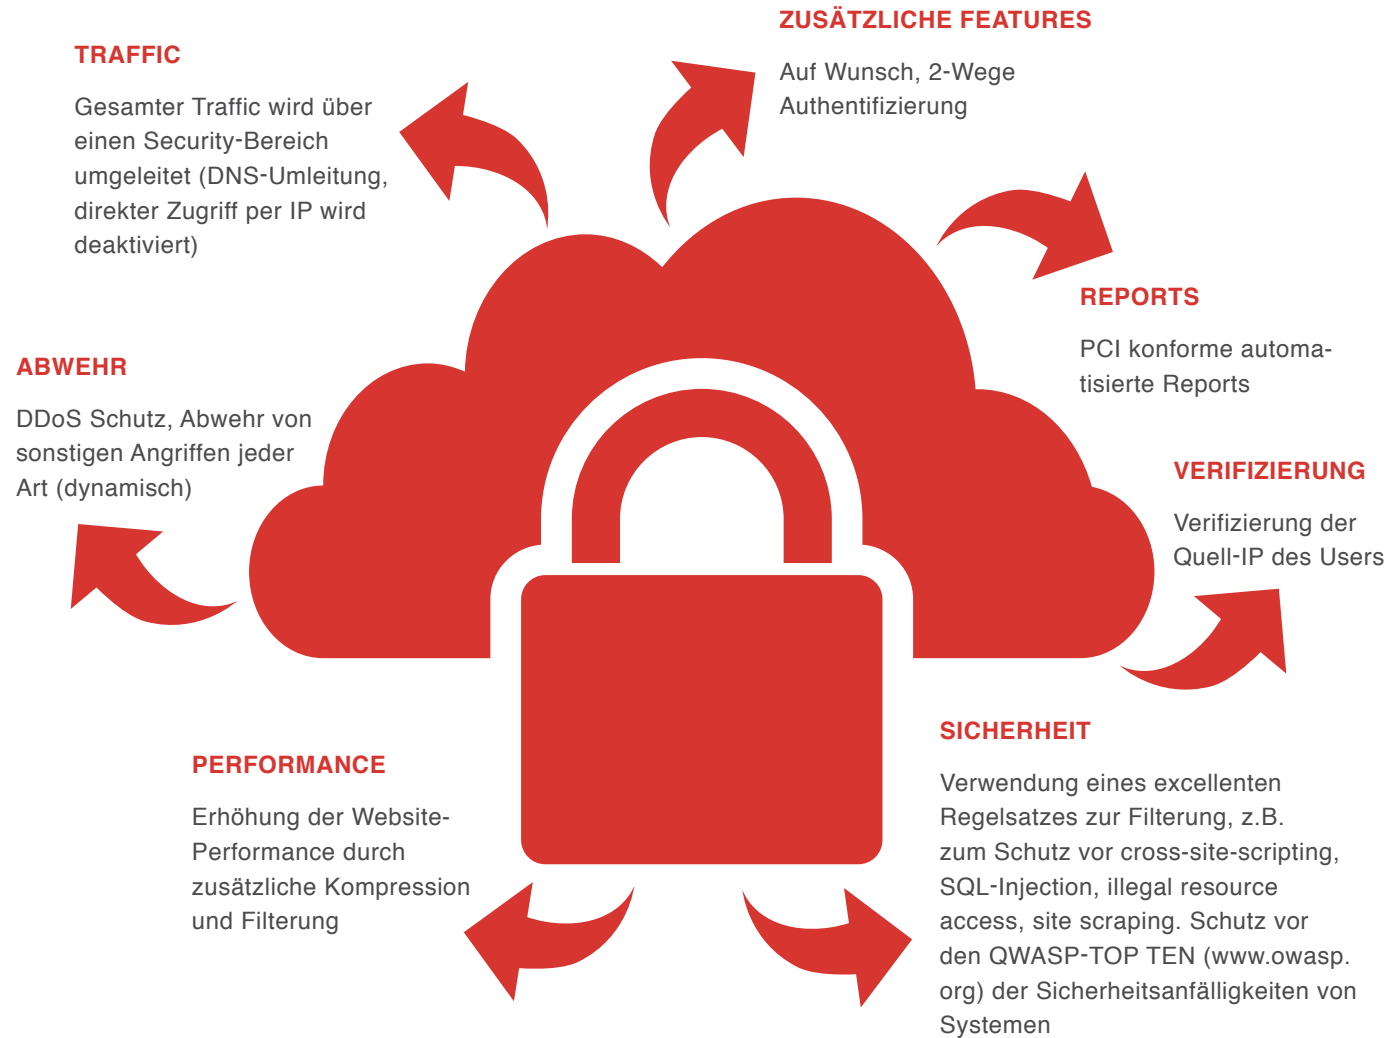 TRAFFIC
Gesamter Traffic wird über
einen Security-Bereich
umgeleitet (DNS-Umleitung,
direkter Zugriff per IP wird
deaktiviert)
ZUSÄTZLICHE FEATURES
Auf Wunsch, 2-Wege
Authentifizierung
REPORTS
PCI konforme automa-
tisierte Reports
ABWEHR
DDoS Schutz, Abwehr von
sonstigen Angriffen jeder
Art (dynamisch)
VERIFIZIERUNG
Verifizierung der
Quell-IP des Users
PERFORMANCE
Erhöhung der Website-
Performance durch
zusätzliche Kompression
und Filterung
SICHERHEIT
Verwendung eines excellenten
Regelsatzes zur Filterung, z.B.
zum Schutz vor cross-site-scripting,
SQL-Injection, illegal resource
access, site scraping. Schutz vor
den QWASP-TOP TEN (www.owasp.
org) der Sicherheitsanfälligkeiten von
Systemen